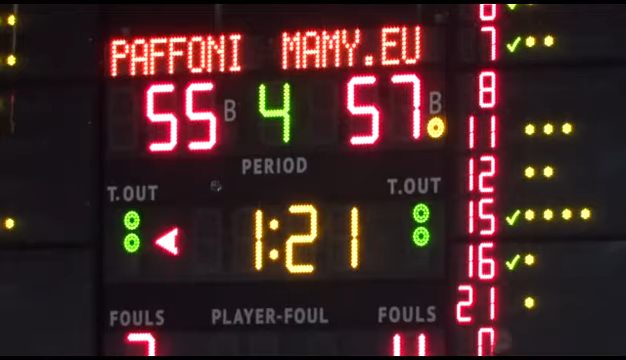 PAFFONI MAMY.EU
55 B 4 57 B
PERIOD
T.OUT T.OUT
1:21
FOULS PLAYER-FOUL FOULS
7
8
11
12
15
16
21